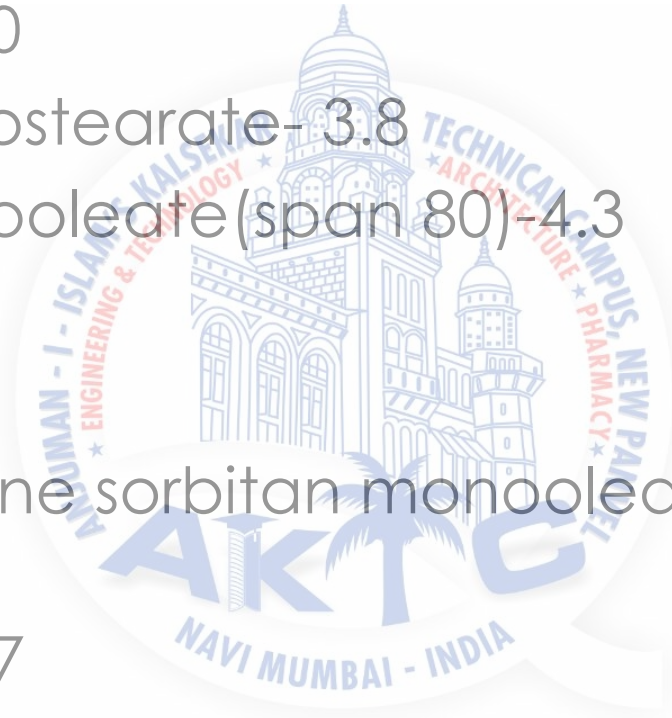 0
ostearate- 3.8
ooleate(span 80)-4.3
ne sorbitan monoolea
7
ANJUMAN - I - ISLAM'S KALSEKAR TECHNICAL CAMPUS, NEW PANVEL
★ ENGINEERING & TECHNOLOGY ★ ★ ARCHITECTURE ★ PHARMACY ★
AKTC
NAVI MUMBAI - INDIA